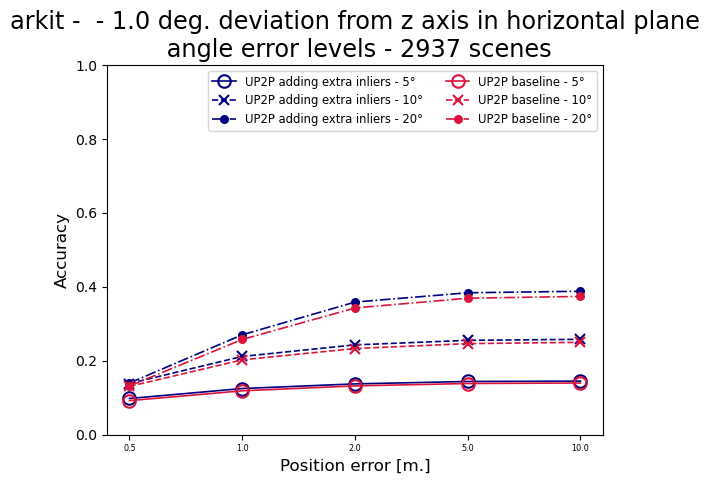 arkit -  - 1.0 deg. deviation from z axis in horizontal plane
angle error levels - 2937 scenes
UP2P adding extra inliers - 5°
UP2P adding extra inliers - 10°
UP2P adding extra inliers - 20°
UP2P baseline - 5°
UP2P baseline - 10°
UP2P baseline - 20°
Accuracy
1.0
0.8
0.6
0.4
0.2
0.0
0.5 1.0 2.0 5.0 10.0
Position error [m.]